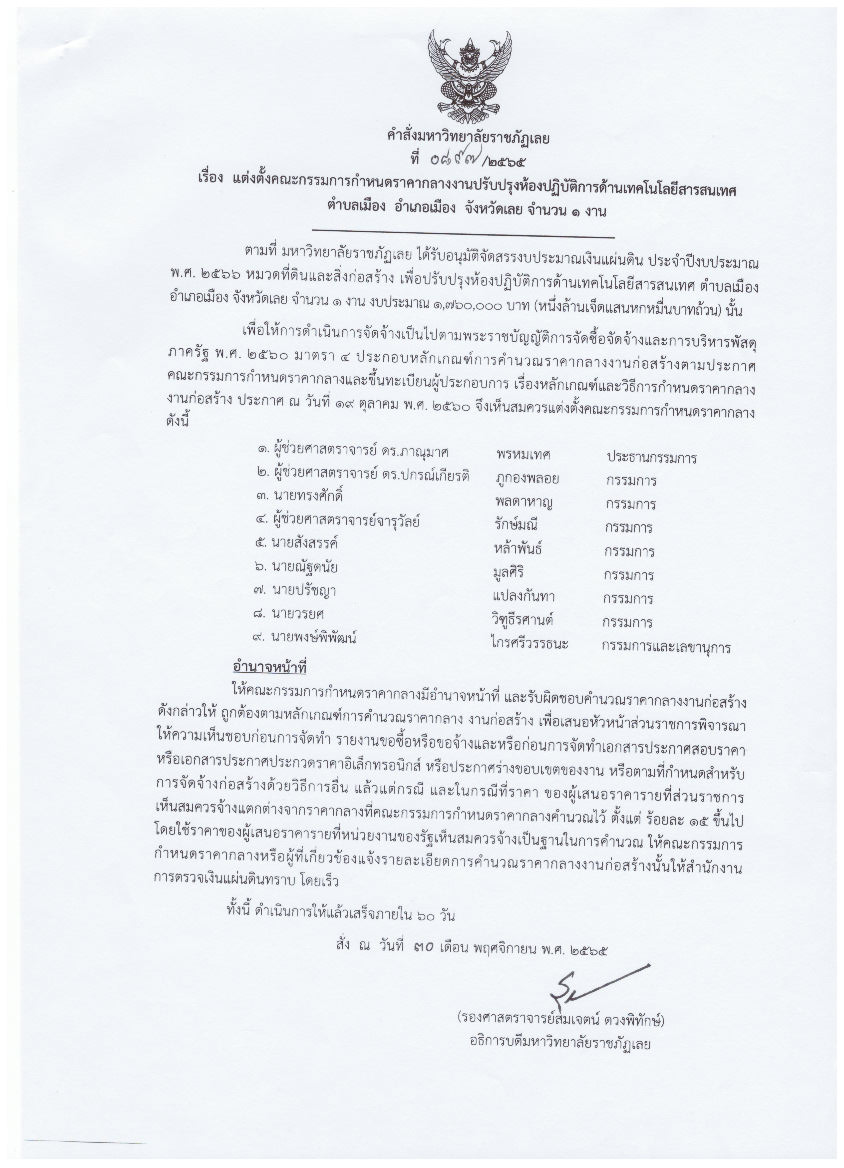 คำสั่งมหาวิทยาลัยราชภัฏเลย
ที่ ๐๘๙๗/๒๕๖๕
เรื่อง แต่งตั้งคณะกรรมการกำหนดราคากลางงานปรับปรุงห้องปฏิบัติการด้านเทคโนโลยีสารสนเทศ
ตำบลเมือง อำเภอเมือง จังหวัดเลย จำนวน ๑ งาน
ตามที่ มหาวิทยาลัยราชภัฏเลย ได้รับอนุมัติจัดสรรงบประมาณเงินแผ่นดิน ประจำปีงบประมาณ
พ.ศ. ๒๕๖๖ หมวดที่ดินและสิ่งก่อสร้าง เพื่อปรับปรุงห้องปฏิบัติการด้านเทคโนโลยีสารสนเทศ ตำบลเมือง
อำเภอเมือง จังหวัดเลย จำนวน ๑ งาน งบประมาณ ๑,๗๖๐,๐๐๐ บาท (หนึ่งล้านเจ็ดแสนหกหมื่นบาทถ้วน) นั้น
เพื่อให้การดำเนินการจัดจ้างเป็นไปตามพระราชบัญญัติการจัดซื้อจัดจ้างและการบริหารพัสดุ
ภาครัฐ พ.ศ. ๒๕๖๐ มาตรา ๔ ประกอบหลักเกณฑ์การคำนวณราคากลางงานก่อสร้างตามประกาศ
คณะกรรมการกำหนดราคากลางและขึ้นทะเบียนผู้ประกอบการ เรื่องหลักเกณฑ์และวิธีการกำหนดราคากลาง
งานก่อสร้าง ประกาศ ณ วันที่ ๑๙ ตุลาคม พ.ศ. ๒๕๖๐ จึงเห็นสมควรแต่งตั้งคณะกรรมการกำหนดราคากลาง
ดังนี้
๑. ผู้ช่วยศาสตราจารย์ ดร.ภาณุมาศ พรหมเทศ ประธานกรรมการ
๒. ผู้ช่วยศาสตราจารย์ ดร.ปกรณ์เกียรติ ภูกองพลอย กรรมการ
๓. นายทรงศักดิ์ พลดาหาญ กรรมการ
๔. ผู้ช่วยศาสตราจารย์จารุวัลย์ รักษ์มณี กรรมการ
๕. นายสังสรรค์ หล้าพันธ์ กรรมการ
๖. นายณัฐดนัย มูลศิริ กรรมการ
๗. นายปรัชญา แปลงกันทา กรรมการ
๘. นายวรยศ วิฑูธีรศานต์ กรรมการ
๙. นายพงษ์พิพัฒน์ ไกรศรีวรรธนะ กรรมการและเลขานุการ
อำนาจหน้าที่
ให้คณะกรรมการกำหนดราคากลางมีอำนาจหน้าที่ และรับผิดชอบคำนวณราคากลางงานก่อสร้าง
ดังกล่าวให้ ถูกต้องตามหลักเกณฑ์การคำนวณราคากลาง งานก่อสร้าง เพื่อเสนอหัวหน้าส่วนราชการพิจารณา
ให้ความเห็นชอบก่อนการจัดทำ รายงานขอซื้อหรือขอจ้างและหรือก่อนการจัดทำเอกสารประกาศสอบราคา
หรือเอกสารประกาศประกวดราคาอิเล็กทรอนิกส์ หรือประกาศร่างขอบเขตของงาน หรือตามที่กำหนดสำหรับ
การจัดจ้างก่อสร้างด้วยวิธีการอื่น แล้วแต่กรณี และในกรณีที่ราคา ของผู้เสนอราคารายที่ส่วนราชการ
เห็นสมควรจ้างแตกต่างจากราคากลางที่คณะกรรมการกำหนดราคากลางคำนวณไว้ ตั้งแต่ ร้อยละ ๑๕ ขึ้นไป
โดยใช้ราคาของผู้เสนอราคารายที่หน่วยงานของรัฐเห็นสมควรจ้างเป็นฐานในการคำนวณ ให้คณะกรรมการ
กำหนดราคากลางหรือผู้ที่เกี่ยวข้องแจ้งรายละเอียดการคำนวณราคากลางงานก่อสร้างนั้นให้สำนักงาน
การตรวจเงินแผ่นดินทราบ โดยเร็ว
ทั้งนี้ ดำเนินการให้แล้วเสร็จภายใน ๖๐ วัน
สั่ง ณ วันที่ ๓๐ เดือน พฤศจิกายน พ.ศ. ๒๕๖๕
(รองศาสตราจารย์สมเจตน์ ดวงพิทักษ์)
อธิการบดีมหาวิทยาลัยราชภัฏเลย